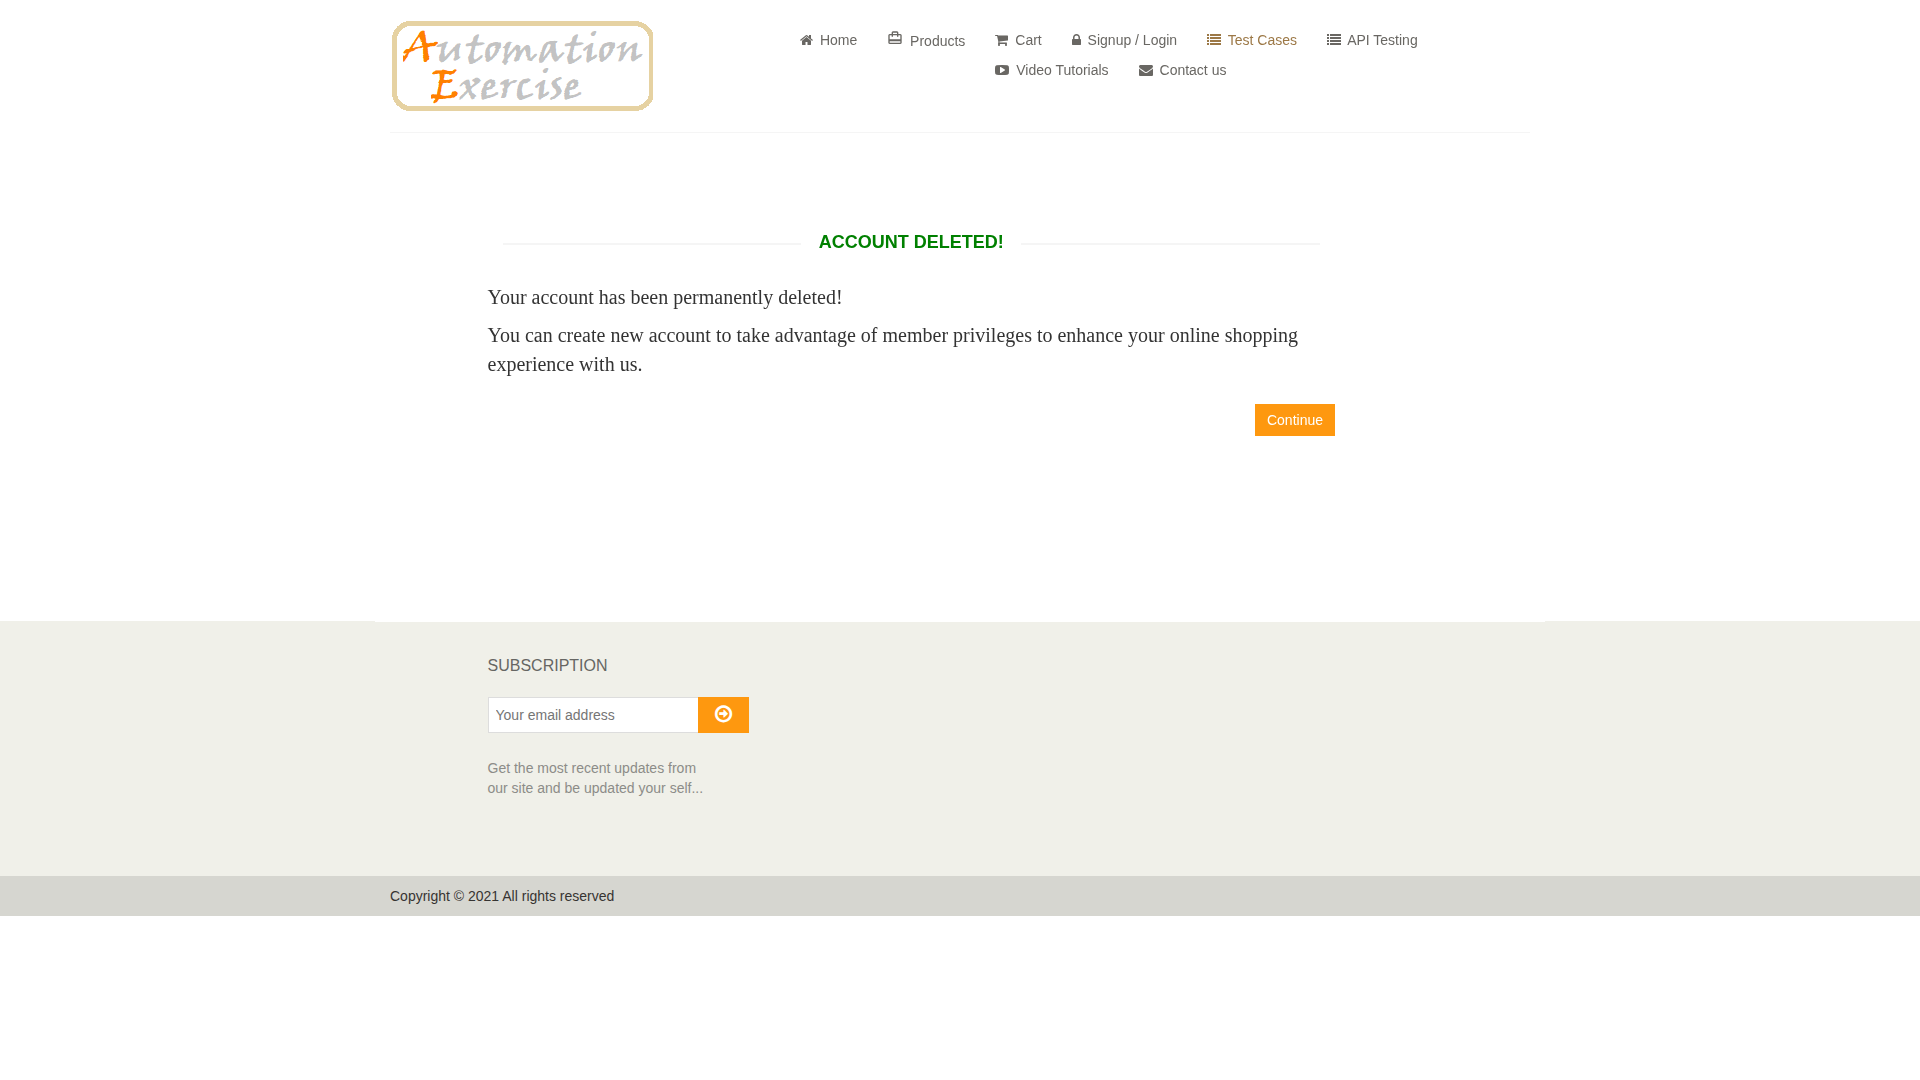 Automation
Exercise
Home
Products
Cart
Signup / Login
Test Cases
API Testing
Video Tutorials
Contact us
ACCOUNT DELETED!
Your account has been permanently deleted!
You can create new account to take advantage of member privileges to enhance your online shopping
experience with us.
Continue
SUBSCRIPTION
Your email address
Get the most recent updates from
our site and be updated your self...
Copyright © 2021 All rights reserved